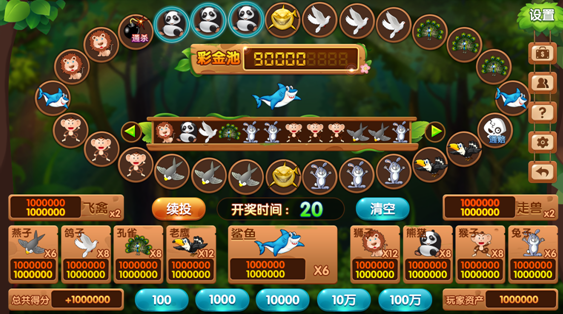 设置
通杀
彩金池 90000
通赔
1000000
1000000
飞禽 x2
续投
开奖时间：20
清空
1000000
1000000
走兽 x2
燕子 X6
1000000
1000000
鸽子 X8
1000000
1000000
孔雀 X8
1000000
1000000
老鹰 X12
1000000
1000000
鲨鱼 X6
1000000
1000000
狮子 X12
1000000
1000000
熊猫 X8
1000000
1000000
猴子 X8
1000000
1000000
兔子 X6
1000000
1000000
总共得分 +1000000
100
1000
10000
10万
100万
玩家资产 1000000